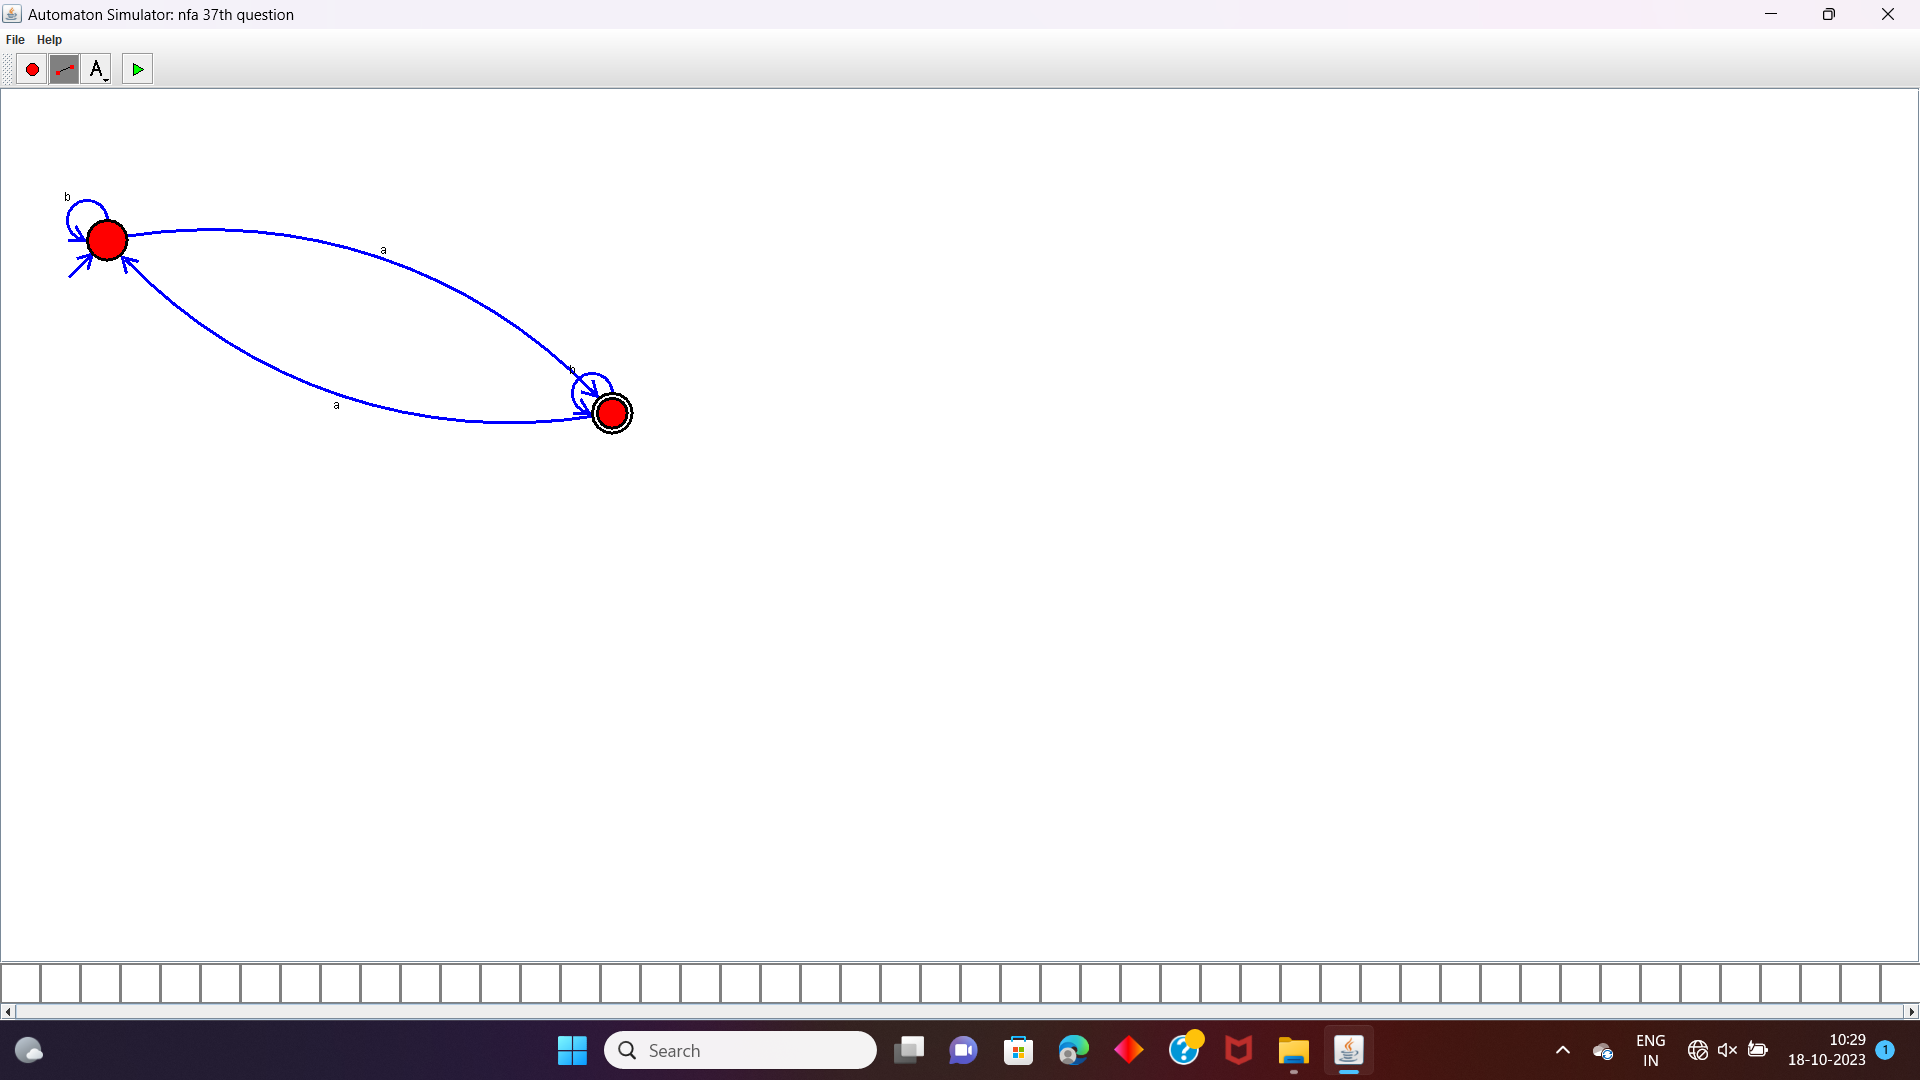 Automaton Simulator: nfa 37th question
File Help
A
b
a
b
a
Search
ENG
IN
10:29
18-10-2023
1